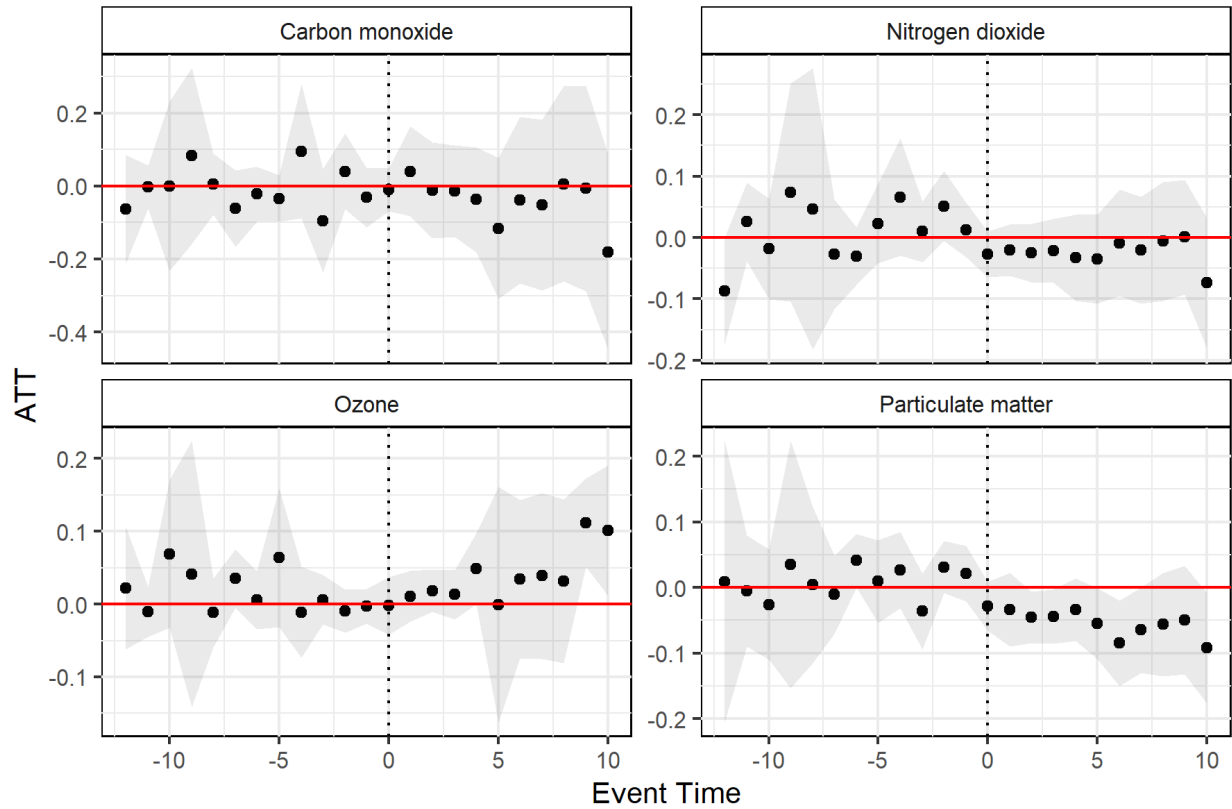 Carbon monoxide
Nitrogen dioxide
0.2
0.0
-0.2
-0.4
0.2
0.1
0.0
-0.1
-0.2
ATT
Ozone
Particulate matter
0.2
0.1
0.0
-0.1
0.2
0.1
0.0
-0.1
-0.2
-10 -5 0 5 10
-10 -5 0 5 10
Event Time